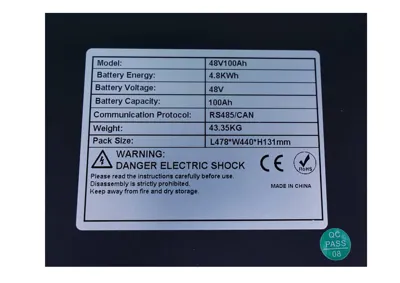 Model: 48V100Ah
Battery Energy: 4.8KWh
Battery Voltage: 48V
Battery Capacity: 100Ah
Communication Protocol: RS485/CAN
Weight: 43.35KG
Pack Size: L478*W440*H131mm
WARNING:
DANGER ELECTRIC SHOCK
Please read the instructions carefully before use.
Disassembly is strictly prohibited.
Keep away from fire and dry storage.
CE RoHS
MADE IN CHINA
QC
PASS
08